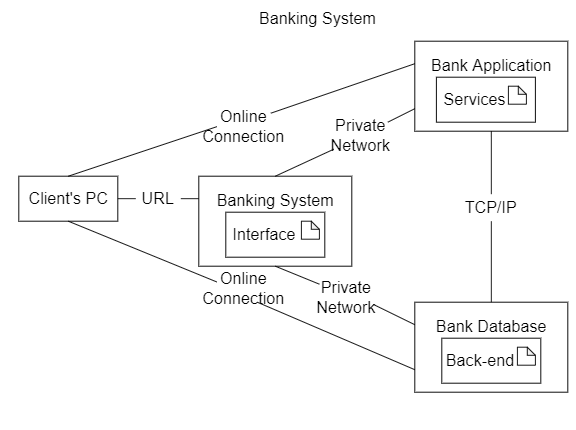 Banking System
Bank Application
Services
Online
Connection
Private
Network
Client's PC
URL
Banking System
Interface
TCP/IP
Online
Connection
Private
Network
Bank Database
Back-end